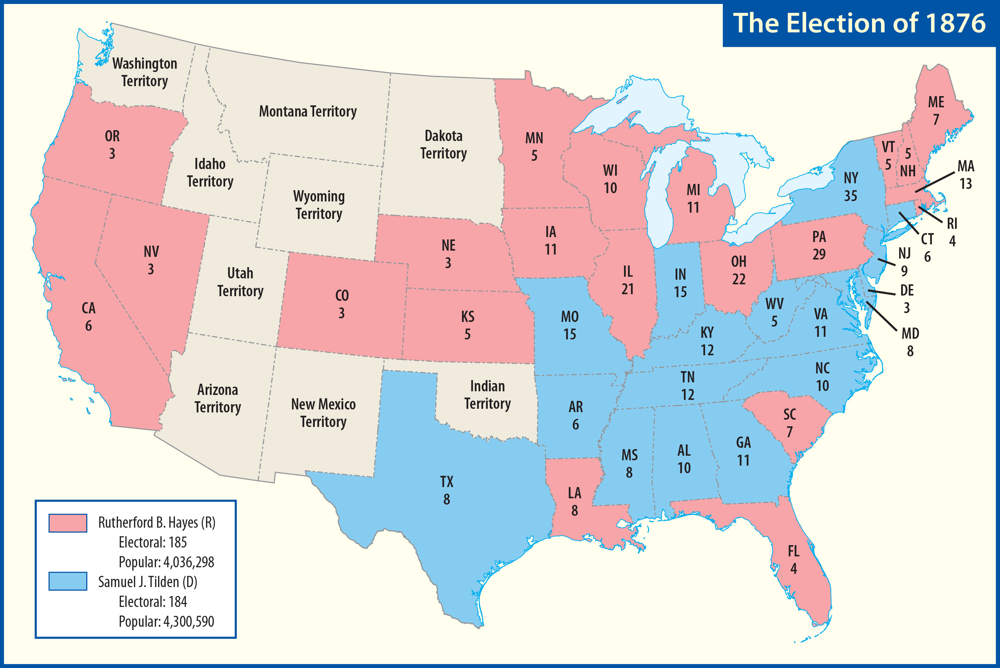 The Election of 1876
Washington
Territory
Montana Territory
Dakota
Territory
Idaho
Territory
Wyoming
Territory
Utah
Territory
Arizona
Territory
New Mexico
Territory
Indian
Territory
OR
3
CA
6
NV
3
CO
3
NE
3
KS
5
TX
8
MN
5
IA
11
MO
15
AR
6
LA
8
WI
10
IL
21
MI
11
IN
15
OH
22
KY
12
TN
12
MS
8
AL
10
GA
11
FL
4
SC
7
NC
10
VA
11
WV
5
PA
29
NY
35
VT
5
5
NH
ME
7
MA
13
RI
4
CT
6
NJ
9
DE
3
MD
8
Rutherford B. Hayes (R)
Electoral: 185
Popular: 4,036,298
Samuel J. Tilden (D)
Electoral: 184
Popular: 4,300,590